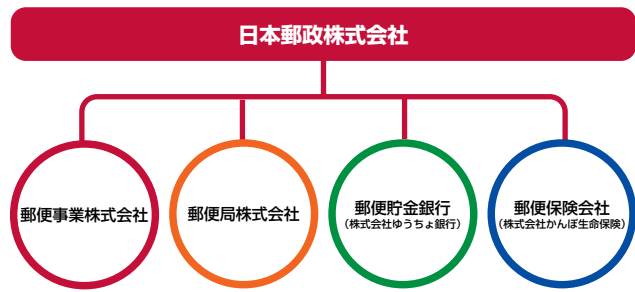 日本郵政株式会社
郵便事業株式会社
郵便局株式会社
郵便貯金銀行
（株式会社ゆうちょ銀行）
郵便保険会社
（株式会社かんぽ生命保険）